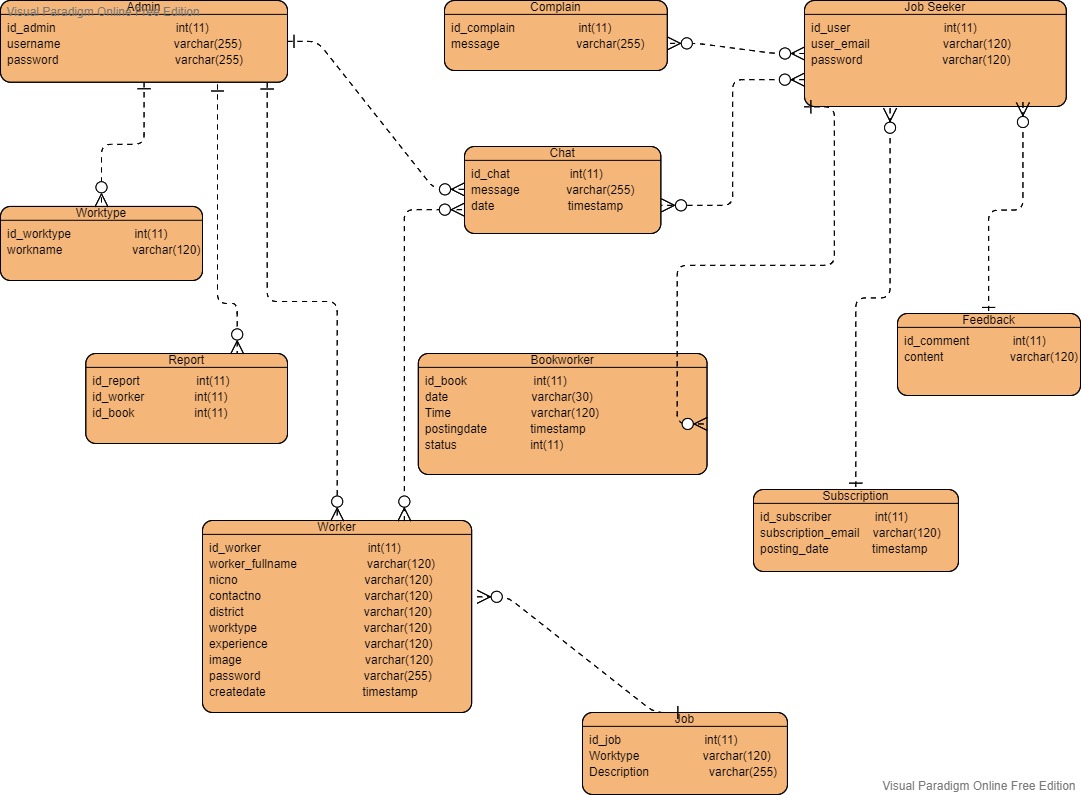 Visual Paradigm Online Free Edition
Admin
id_admin int(11)
username varchar(255)
password varchar(255)
Complain
id_complain int(11)
message varchar(255)
Job Seeker
id_user int(11)
user_email varchar(120)
password varchar(120)
Chat
id_chat int(11)
message varchar(255)
date timestamp
Worktype
id_worktype int(11)
workname varchar(120)
Feedback
id_comment int(11)
content varchar(120)
Report
id_report int(11)
id_worker int(11)
id_book int(11)
Bookworker
id_book int(11)
date varchar(30)
Time varchar(120)
postingdate timestamp
status int(11)
Subscription
id_subscriber int(11)
subscription_email varchar(120)
posting_date timestamp
Worker
id_worker int(11)
worker_fullname varchar(120)
nicno varchar(120)
contactno varchar(120)
district varchar(120)
worktype varchar(120)
experience varchar(120)
image varchar(120)
password varchar(255)
createdate timestamp
Job
id_job int(11)
Worktype varchar(120)
Description varchar(255)
Visual Paradigm Online Free Edition